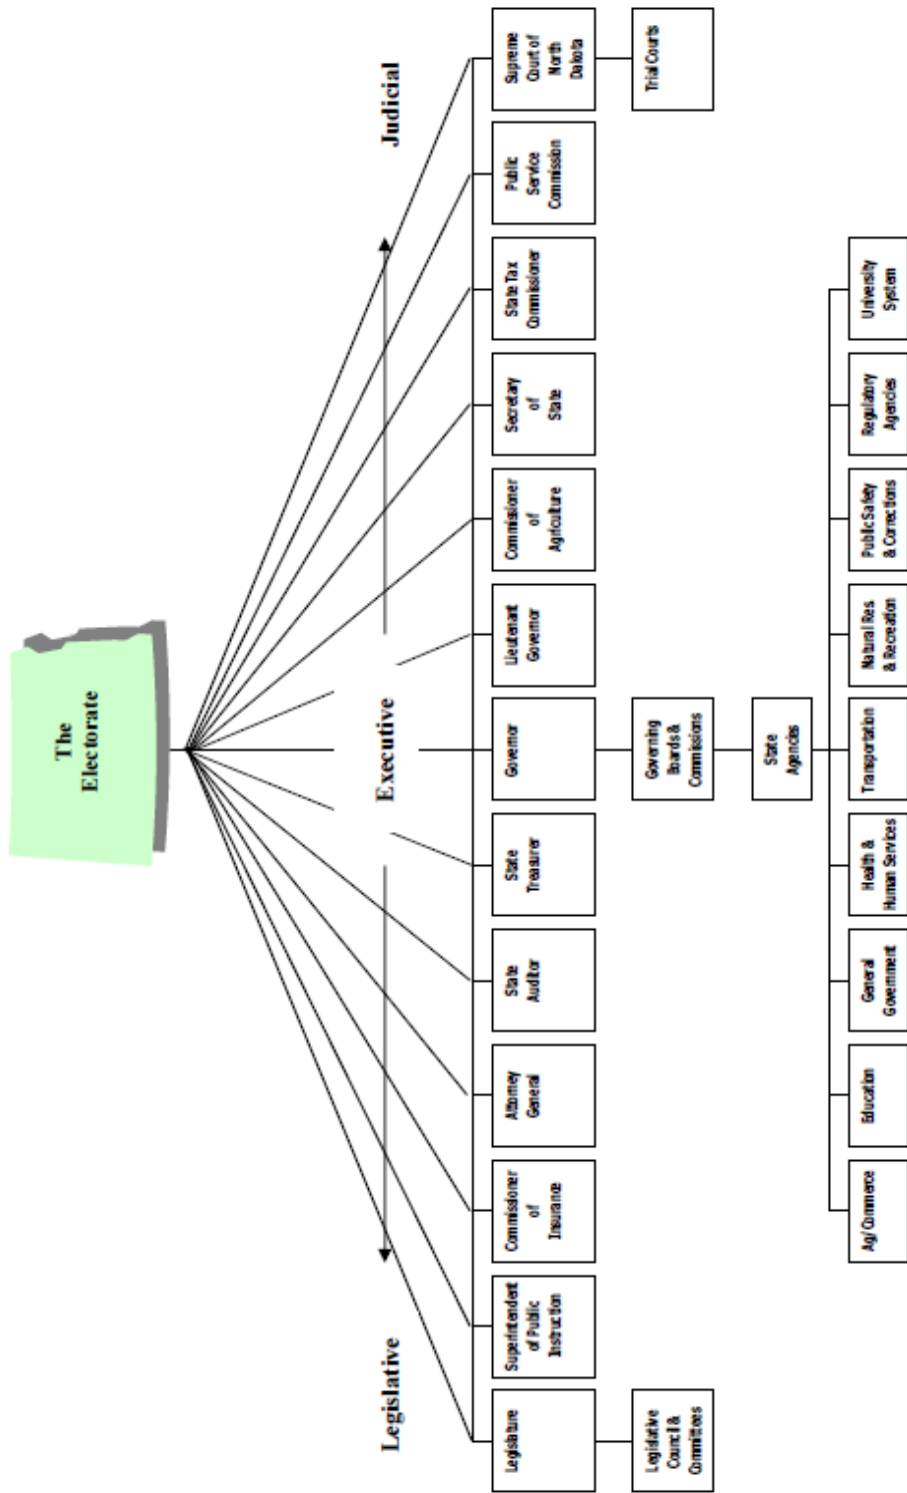 The
Electorate
Legislative
Executive
Judicial
Legislature
Superintendent
of Public
Instruction
Commissioner
of
Insurance
Attorney
General
State
Auditor
State
Treasurer
Governor
Lieutenant
Governor
Commissioner
of
Agriculture
Secretary
of
State
State Tax
Commissioner
Public
Service
Commission
Supreme
Court of
North
Dakota
Legislative
Council &
Committees
Governing
Boards &
Commissions
Trial Courts
State
Agencies
Ag/Commerce
Education
General
Government
Health &
Human Services
Transportation
Natural Res.
& Recreation
Public Safety
& Corrections
Regulatory
Agencies
University
System